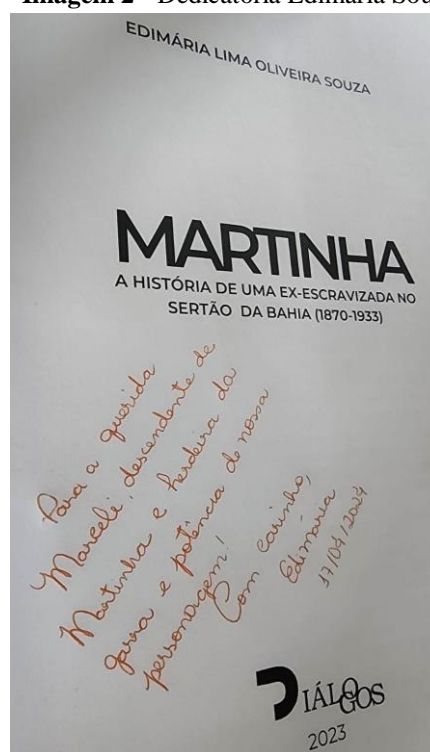 Imagem 2 - Dedicatória Edimária Sou
EDIMÁRIA LIMA OLIVEIRA SOUZA
MARTINHA
A HISTÓRIA DE UMA EX-ESCRAVIZADA NO
SERTÃO DA BAHIA (1870-1933)
Para a querida
Marceli, descendente de
Martinha e herdeira da
garra e potência de nossa
personagem!
Com carinho,
Edimária
17/04/2024
DIÁLOGOS
2023